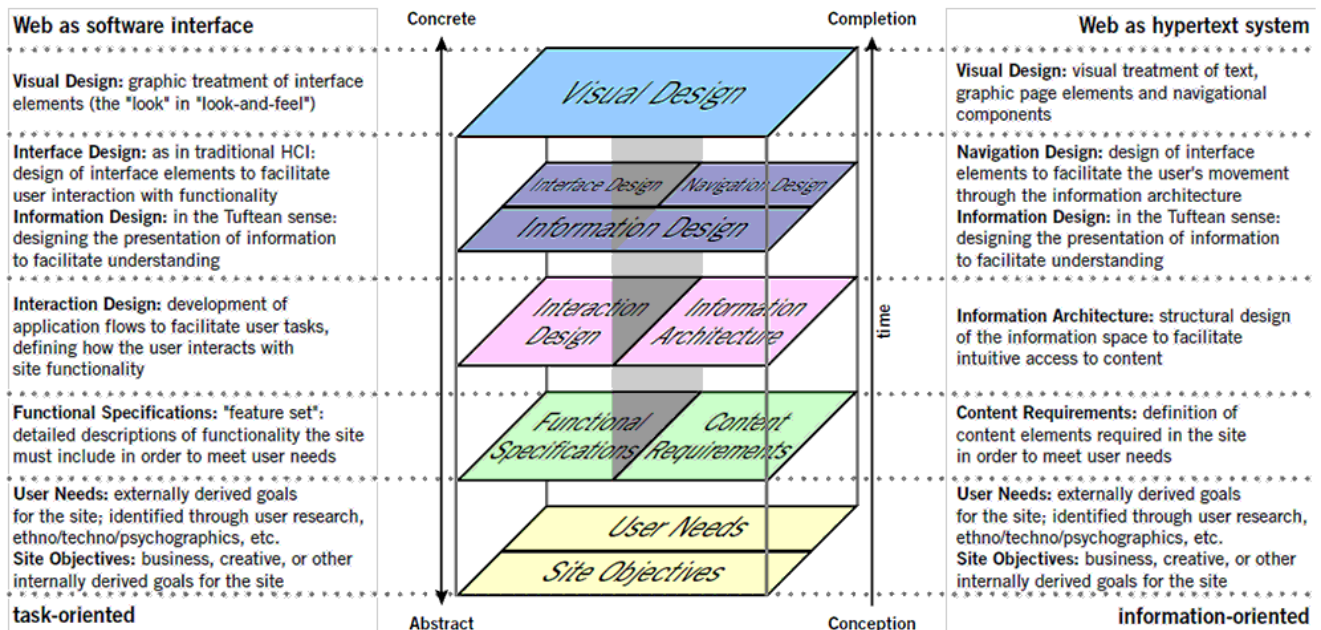 Web as software interface
Visual Design: graphic treatment of interface
elements (the "look" in "look-and-feel")
Interface Design: as in traditional HCI:
design of interface elements to facilitate
user interaction with functionality
Information Design: in the Tuftean sense:
designing the presentation of information
to facilitate understanding
Interaction Design: development of
application flows to facilitate user tasks,
defining how the user interacts with
site functionality
Functional Specifications: "feature set":
detailed descriptions of functionality the site
must include in order to meet user needs
User Needs: externally derived goals
for the site; identified through user research,
ethno/techno/psychographics, etc.
Site Objectives: business, creative, or other
internally derived goals for the site
task-oriented
Concrete
Completion
Visual Design
Interface Design
Navigation Design
Information Design
Interaction
Design
Information
Architecture
Functional
Specifications
Content
Requirements
User Needs
Site Objectives
time
Abstract
Conception
Web as hypertext system
Visual Design: visual treatment of text,
graphic page elements and navigational
components
Navigation Design: design of interface
elements to facilitate the user's movement
through the information architecture
Information Design: in the Tuftean sense:
designing the presentation of information
to facilitate understanding
Information Architecture: structural design
of the information space to facilitate
intuitive access to content
Content Requirements: definition of
content elements required in the site
in order to meet user needs
User Needs: externally derived goals
for the site; identified through user research,
ethno/techno/psychographics, etc.
Site Objectives: business, creative, or other
internally derived goals for the site
information-oriented